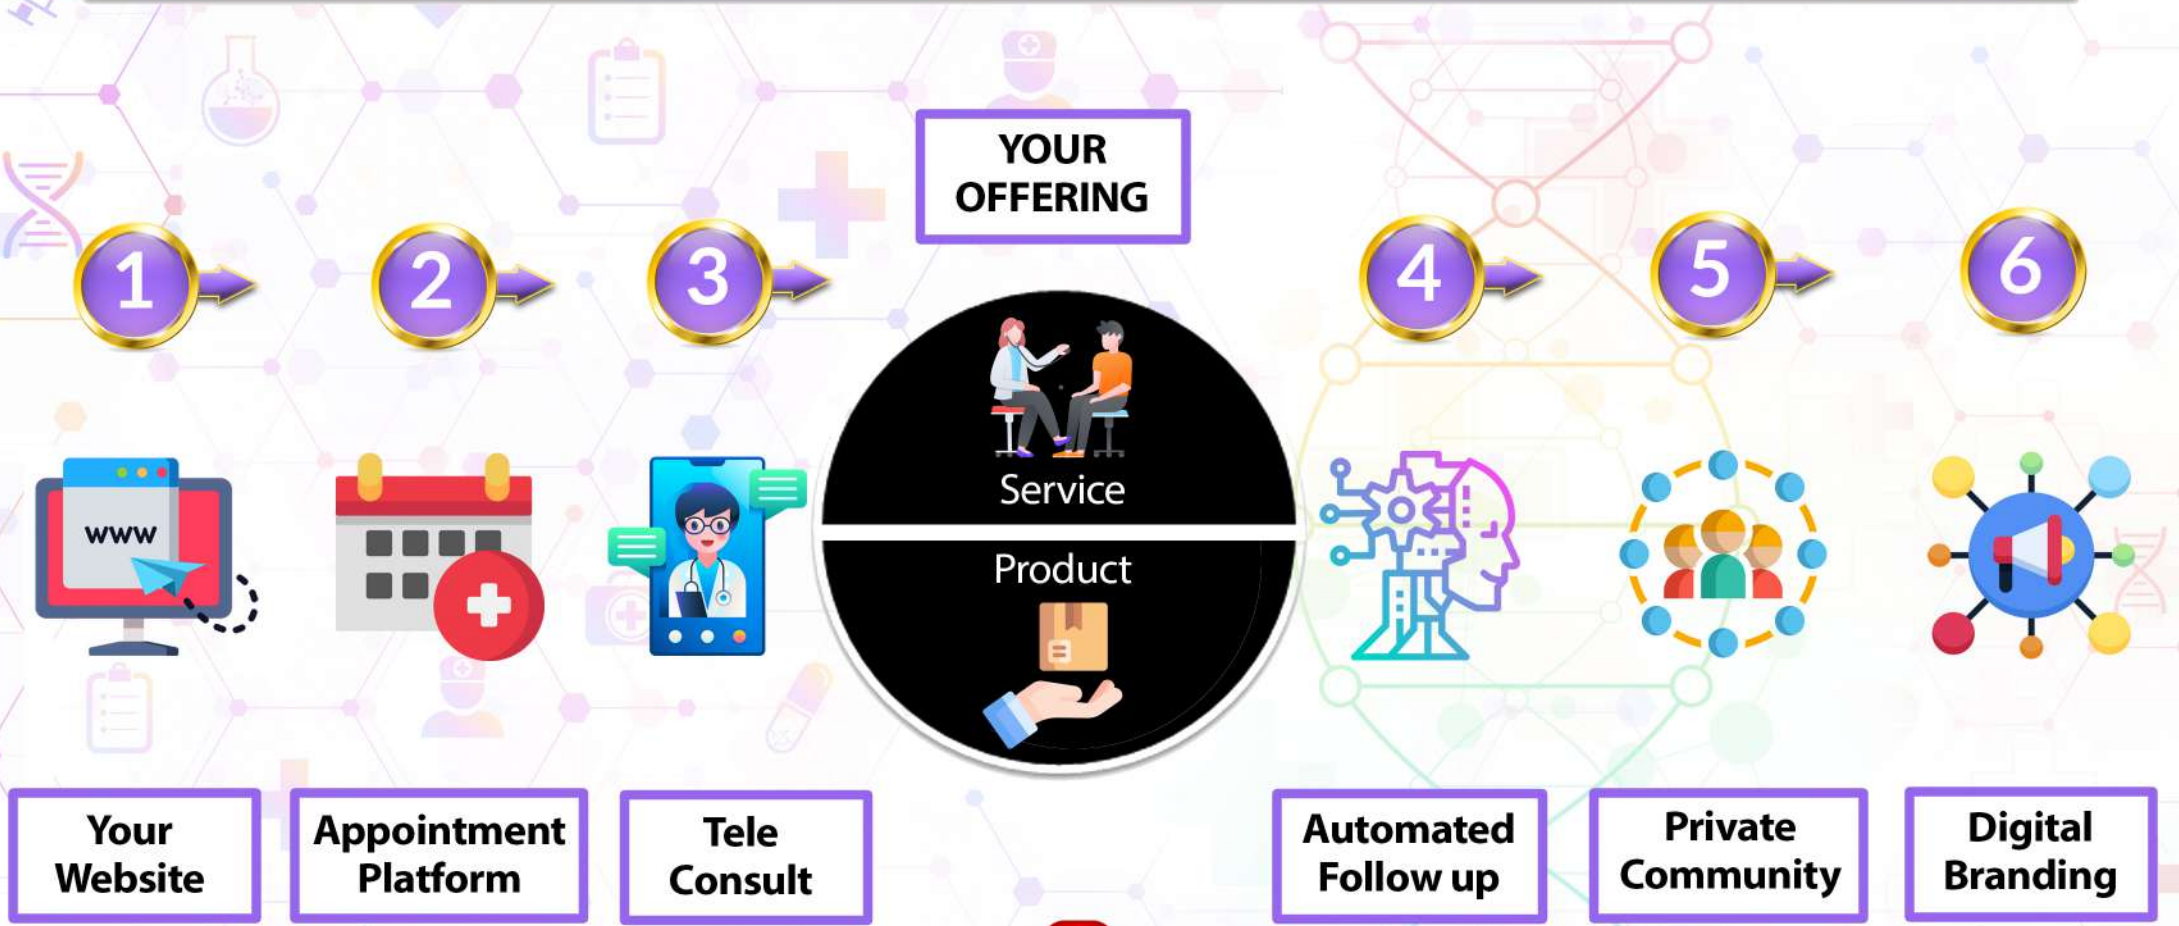 YOUR
OFFERING
1
2
3
4
5
6
www
Service
Product
Your
Website
Appointment
Platform
Tele
Consult
Automated
Follow up
Private
Community
Digital
Branding